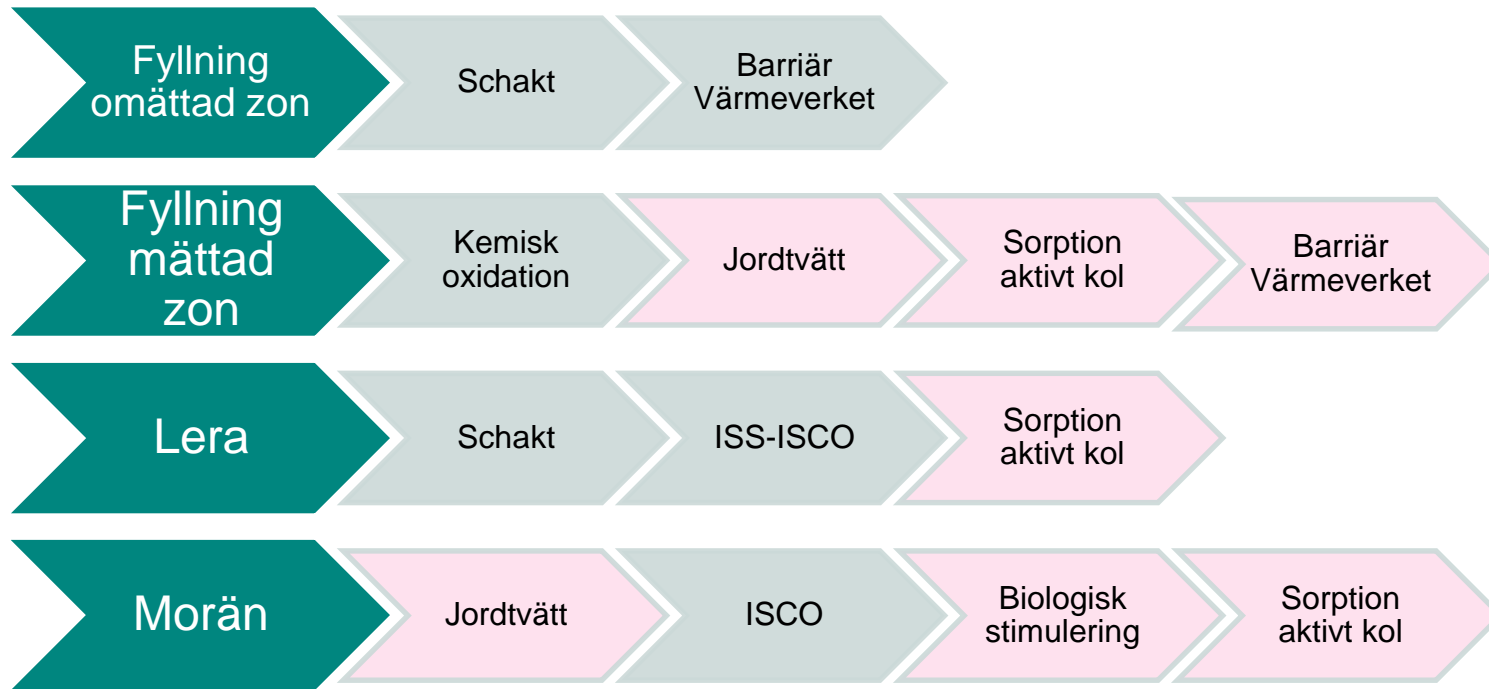 Fyllning
omättad zon
Schakt
Barriär
Värmeverket
Fyllning
mättad
zon
Kemisk
oxidation
Jordtvätt
Sorption
aktivt kol
Barriär
Värmeverket
Lera
Schakt
ISS-ISCO
Sorption
aktivt kol
Morän
Jordtvätt
ISCO
Biologisk
stimulering
Sorption
aktivt kol